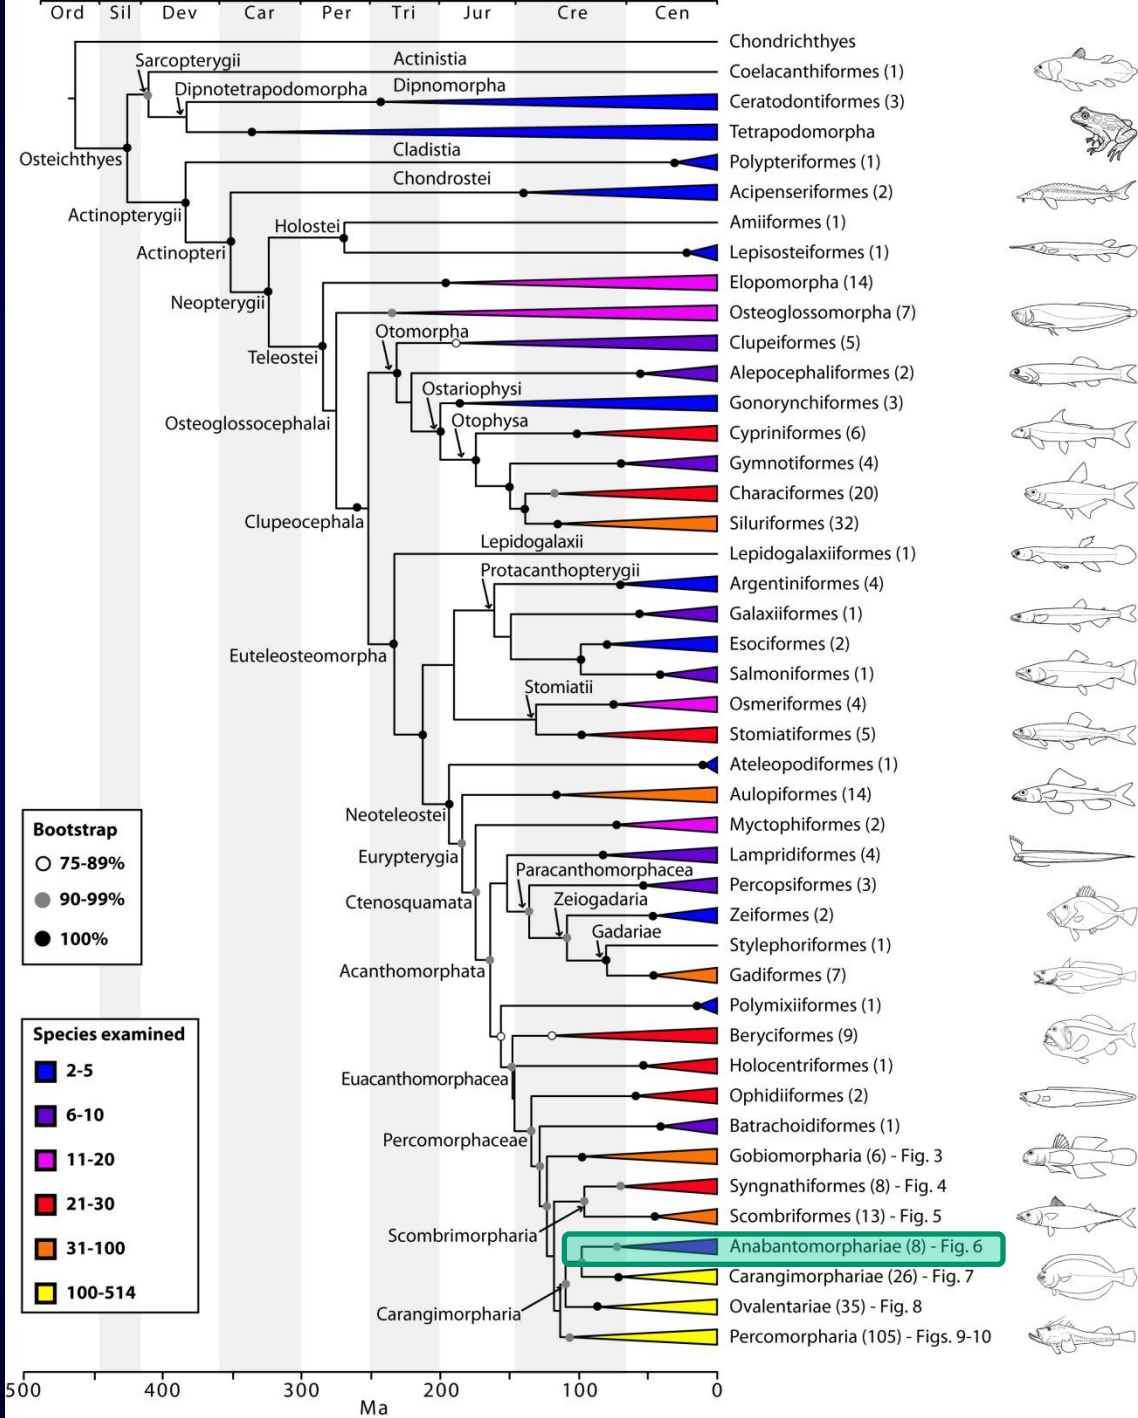 Ord Sil Dev Car Per Tri Jur Cre Cen
Chondrichthyes
Sarcopterygii
Actinistia
Coelacanthiformes (1)
Dipnotetrapodomorpha
Dipnomorpha
Ceratodontiformes (3)
Tetrapodomorpha
Osteichthyes
Cladistia
Polypteriformes (1)
Chondrostei
Acipenseriformes (2)
Actinopterygii
Holostei
Amiiformes (1)
Actinopteri
Lepisosteiformes (1)
Elopomorpha (14)
Neopterygii
Osteoglossomorpha (7)
Otomorpha
Clupeiformes (5)
Teleostei
Alepocephaliformes (2)
Ostariophysi
Gonorynchiformes (3)
Osteoglossocephalai
Otophysa
Cypriniformes (6)
Gymnotiformes (4)
Characiformes (20)
Clupeocephala
Siluriformes (32)
Lepidogalaxii
Lepidogalaxiiformes (1)
Protacanthopterygii
Argentiniformes (4)
Galaxiiformes (1)
Euteleosteomorpha
Esociformes (2)
Salmoniformes (1)
Stomiatii
Osmeriformes (4)
Stomiatiformes (5)
Ateleopodiformes (1)
Aulopiformes (14)
Neoteleostei
Myctophiformes (2)
Eurypterygia
Lampridiformes (4)
Paracanthomorphacea
Percopsiformes (3)
Ctenosquamata
Zeiogadaria
Zeiformes (2)
Gadariae
Stylephoriformes (1)
Acanthomorphata
Gadiformes (7)
Polymixiiformes (1)
Beryciformes (9)
Euacanthomorphacea
Holocentriformes (1)
Ophidiiformes (2)
Percomorphaceae
Batrachoidiformes (1)
Gobiomorpharia (6) - Fig. 3
Syngnathiformes (8) - Fig. 4
Scombrimorpharia
Scombriformes (13) - Fig. 5
Anabantomorphariae (8) - Fig. 6
Carangimorphariae (26) - Fig. 7
Carangimorpharia
Ovalentariae (35) - Fig. 8
Percomorpharia (105) - Figs. 9-10
Bootstrap
75-89%
90-99%
100%
Species examined
2-5
6-10
11-20
21-30
31-100
100-514
500 400 300 200 100 0
Ma